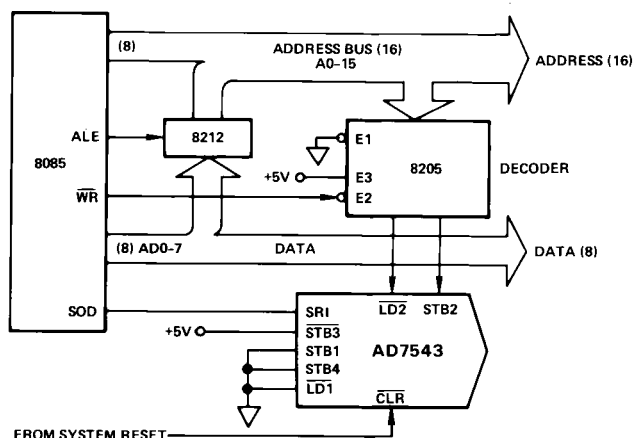 (8)
ADDRESS BUS (16)
A0-15
ADDRESS (16)
8085
ALE
8212
E1
+5V
E3
8205
DECODER
WR
E2
(8) AD0-7
DATA
DATA (8)
LD2
STB2
SOD
SRI
+5V
STB3
STB1
AD7543
STB4
LD1
CLR
FROM SYSTEM RESET